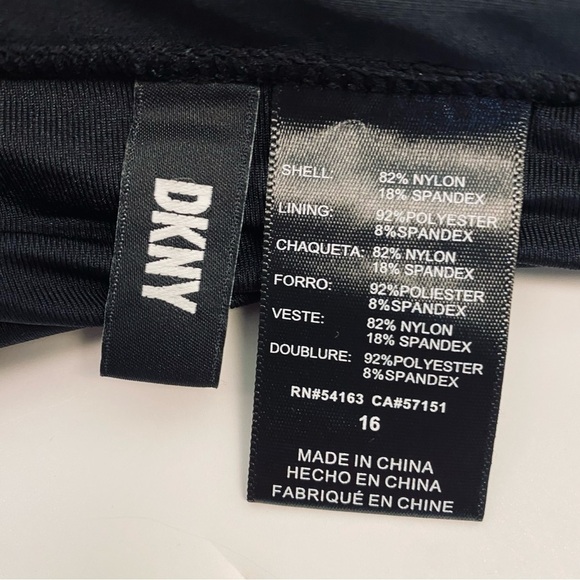 DKNY
SHELL: 82% NYLON
18% SPANDEX
LINING: 92%POLYESTER
8%SPANDEX
CHAQUETA: 82% NYLON
18% SPANDEX
FORRO: 92%POLIESTER
8%SPANDEX
VESTE: 82% NYLON
18% SPANDEX
DOUBLURE: 92%POLYESTER
8%SPANDEX
RN#54163 CA#57151
16
MADE IN CHINA
HECHO EN CHINA
FABRIQUÉ EN CHINE